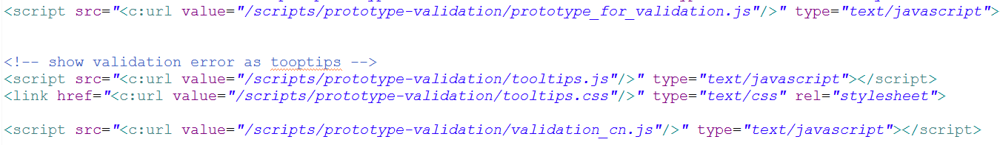 <script src="<c:url value="/scripts/prototype-validation/prototype_for_validation.js"/>" type="text/javascript">
<!-- show validation error as tooptips -->
<script src="<c:url value="/scripts/prototype-validation/tooltips.js"/>" type="text/javascript"></script>
<link href="<c:url value="/scripts/prototype-validation/tooltips.css"/>" type="text/css" rel="stylesheet">
<script src="<c:url value="/scripts/prototype-validation/validation_cn.js"/>" type="text/javascript"></script>